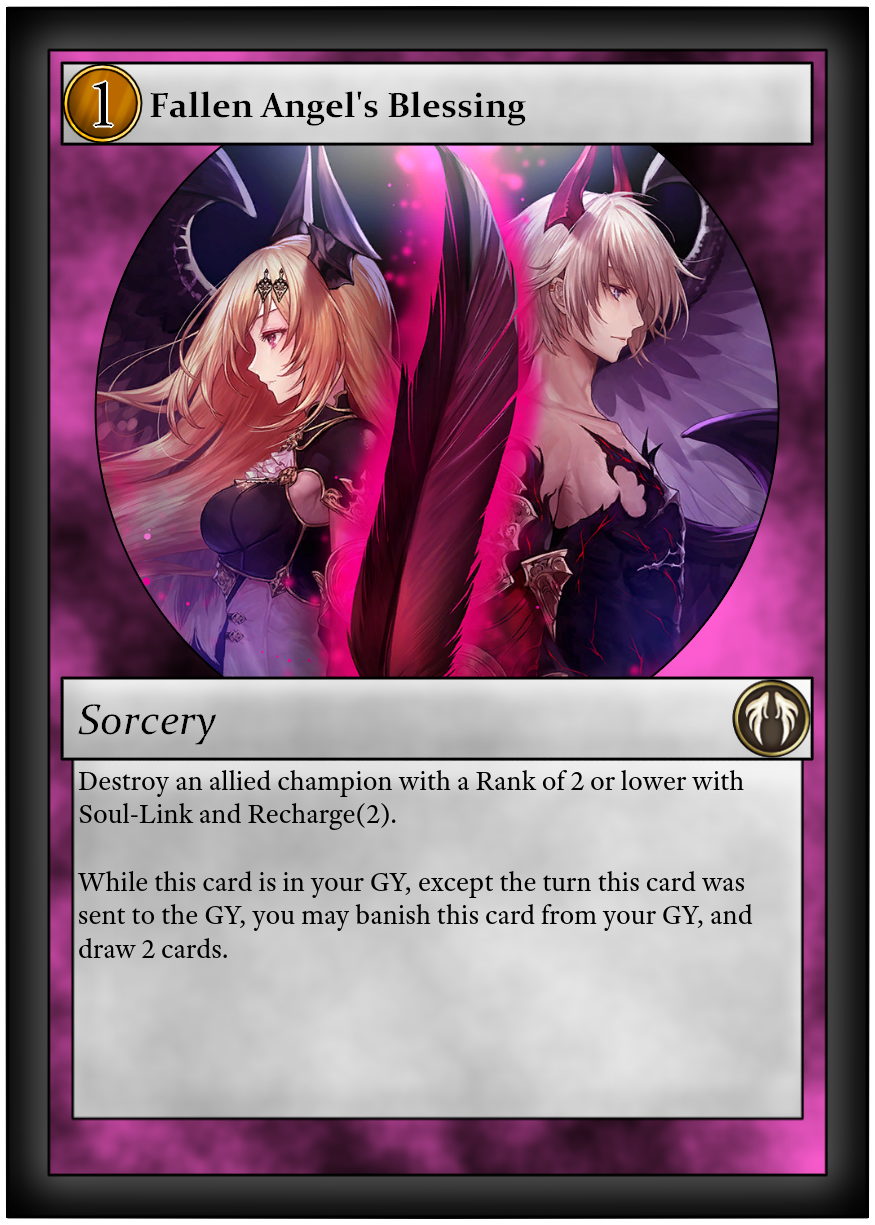 1 Fallen Angel's Blessing
Sorcery
Destroy an allied champion with a Rank of 2 or lower with
Soul-Link and Recharge(2).
While this card is in your GY, except the turn this card was
sent to the GY, you may banish this card from your GY, and
draw 2 cards.